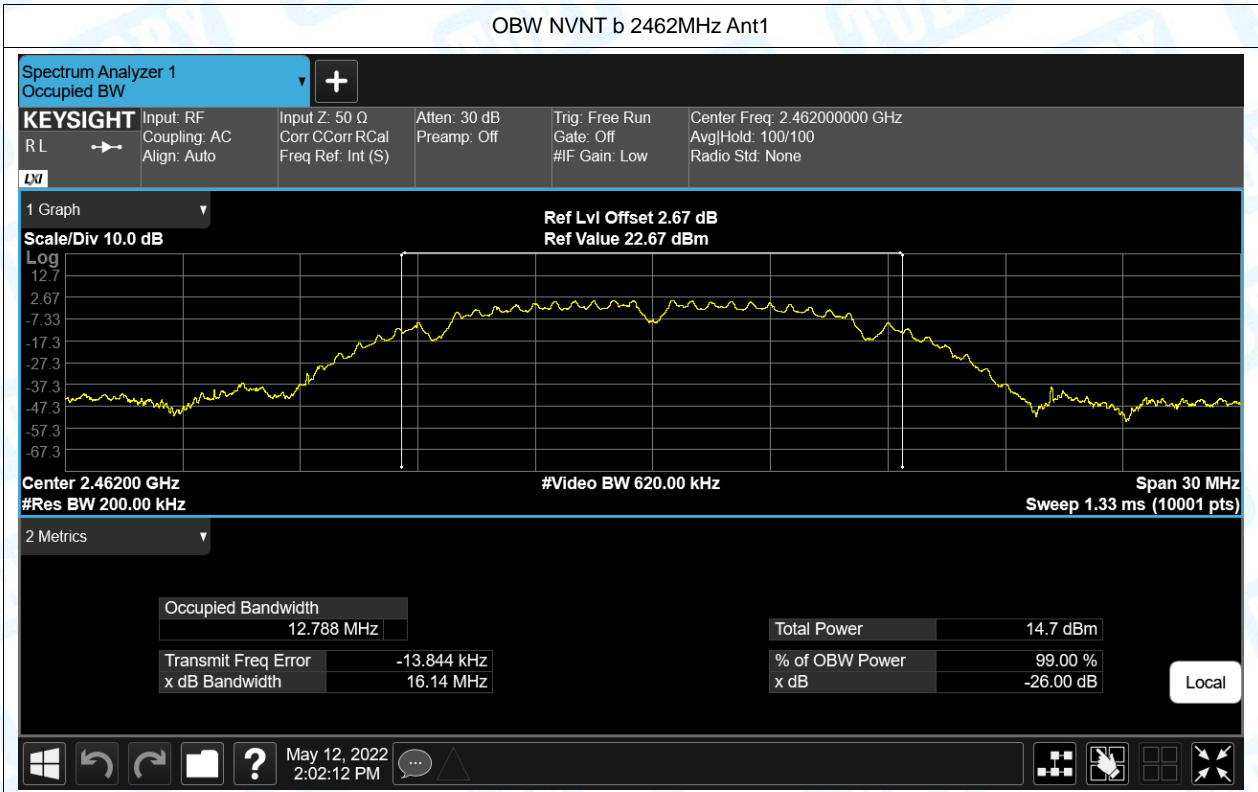 OBW NVNT b 2462MHz Ant1
Spectrum Analyzer 1
Occupied BW
KEYSIGHT
RL
LXI
Input: RF
Coupling: AC
Align: Auto
Input Z: 50 Ω
Corr CCorr RCal
Freq Ref: Int (S)
Atten: 30 dB
Preamp: Off
Trig: Free Run
Gate: Off
#IF Gain: Low
Center Freq: 2.462000000 GHz
Avg|Hold: 100/100
Radio Std: None
1 Graph
Scale/Div 10.0 dB
Ref Lvl Offset 2.67 dB
Ref Value 22.67 dBm
Log
12.7
2.67
-7.33
-17.3
-27.3
-37.3
-47.3
-57.3
-67.3
Center 2.46200 GHz
#Res BW 200.00 kHz
#Video BW 620.00 kHz
Span 30 MHz
Sweep 1.33 ms (10001 pts)
2 Metrics
Occupied Bandwidth
12.788 MHz
Transmit Freq Error -13.844 kHz
x dB Bandwidth 16.14 MHz
Total Power 14.7 dBm
% of OBW Power 99.00 %
x dB -26.00 dB
Local
?
May 12, 2022
2:02:12 PM